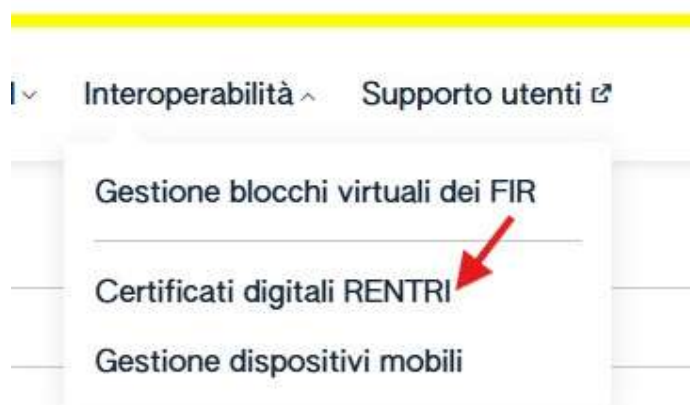 Interoperabilità Supporto utenti
Gestione blocchi virtuali dei FIR
Certificati digitali RENTRI
Gestione dispositivi mobili